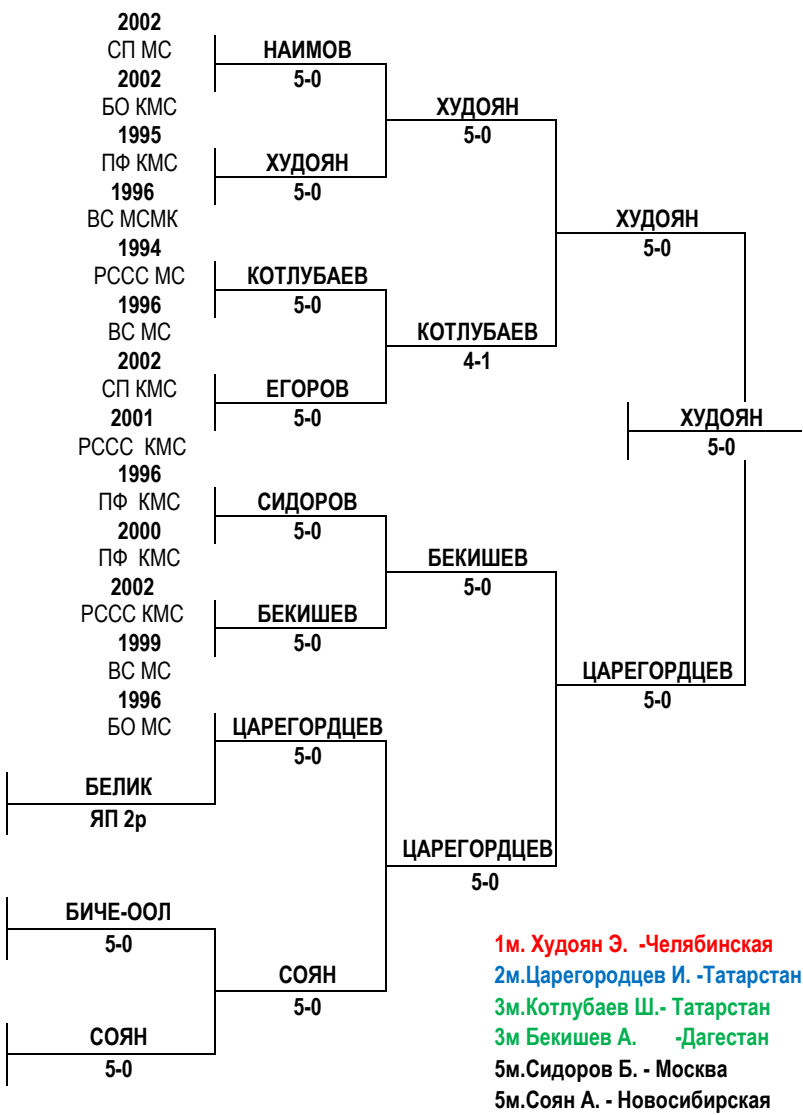 2002
СП МС
НАИМОВ
2002
5-0
БО КМС
ХУДОЯН
1995
5-0
ПФ КМС
ХУДОЯН
1996
5-0
ВС МСМК
ХУДОЯН
1994
5-0
РССС МС
КОТЛУБАЕВ
1996
5-0
ВС МС
КОТЛУБАЕВ
2002
4-1
СП КМС
ЕГОРОВ
2001
5-0
ХУДОЯН
РССС КМС
5-0
1996
ПФ КМС
СИДОРОВ
2000
5-0
ПФ КМС
БЕКИШЕВ
2002
5-0
РССС КМС
БЕКИШЕВ
1999
5-0
ВС МС
ЦАРЕГОРДЦЕВ
1996
5-0
БО МС
ЦАРЕГОРДЦЕВ
5-0
БЕЛИК
ЯП 2р
ЦАРЕГОРДЦЕВ
5-0
БИЧЕ-ООЛ
5-0
СОЯН
5-0
СОЯН
5-0
1м. Худоян Э. -Челябинская
2м.Царегородцев И. -Татарстан
3м.Котлубаев Ш.- Татарстан
3м Бекишев А. -Дагестан
5м.Сидоров Б. - Москва
5м.Соян А. - Новосибирская